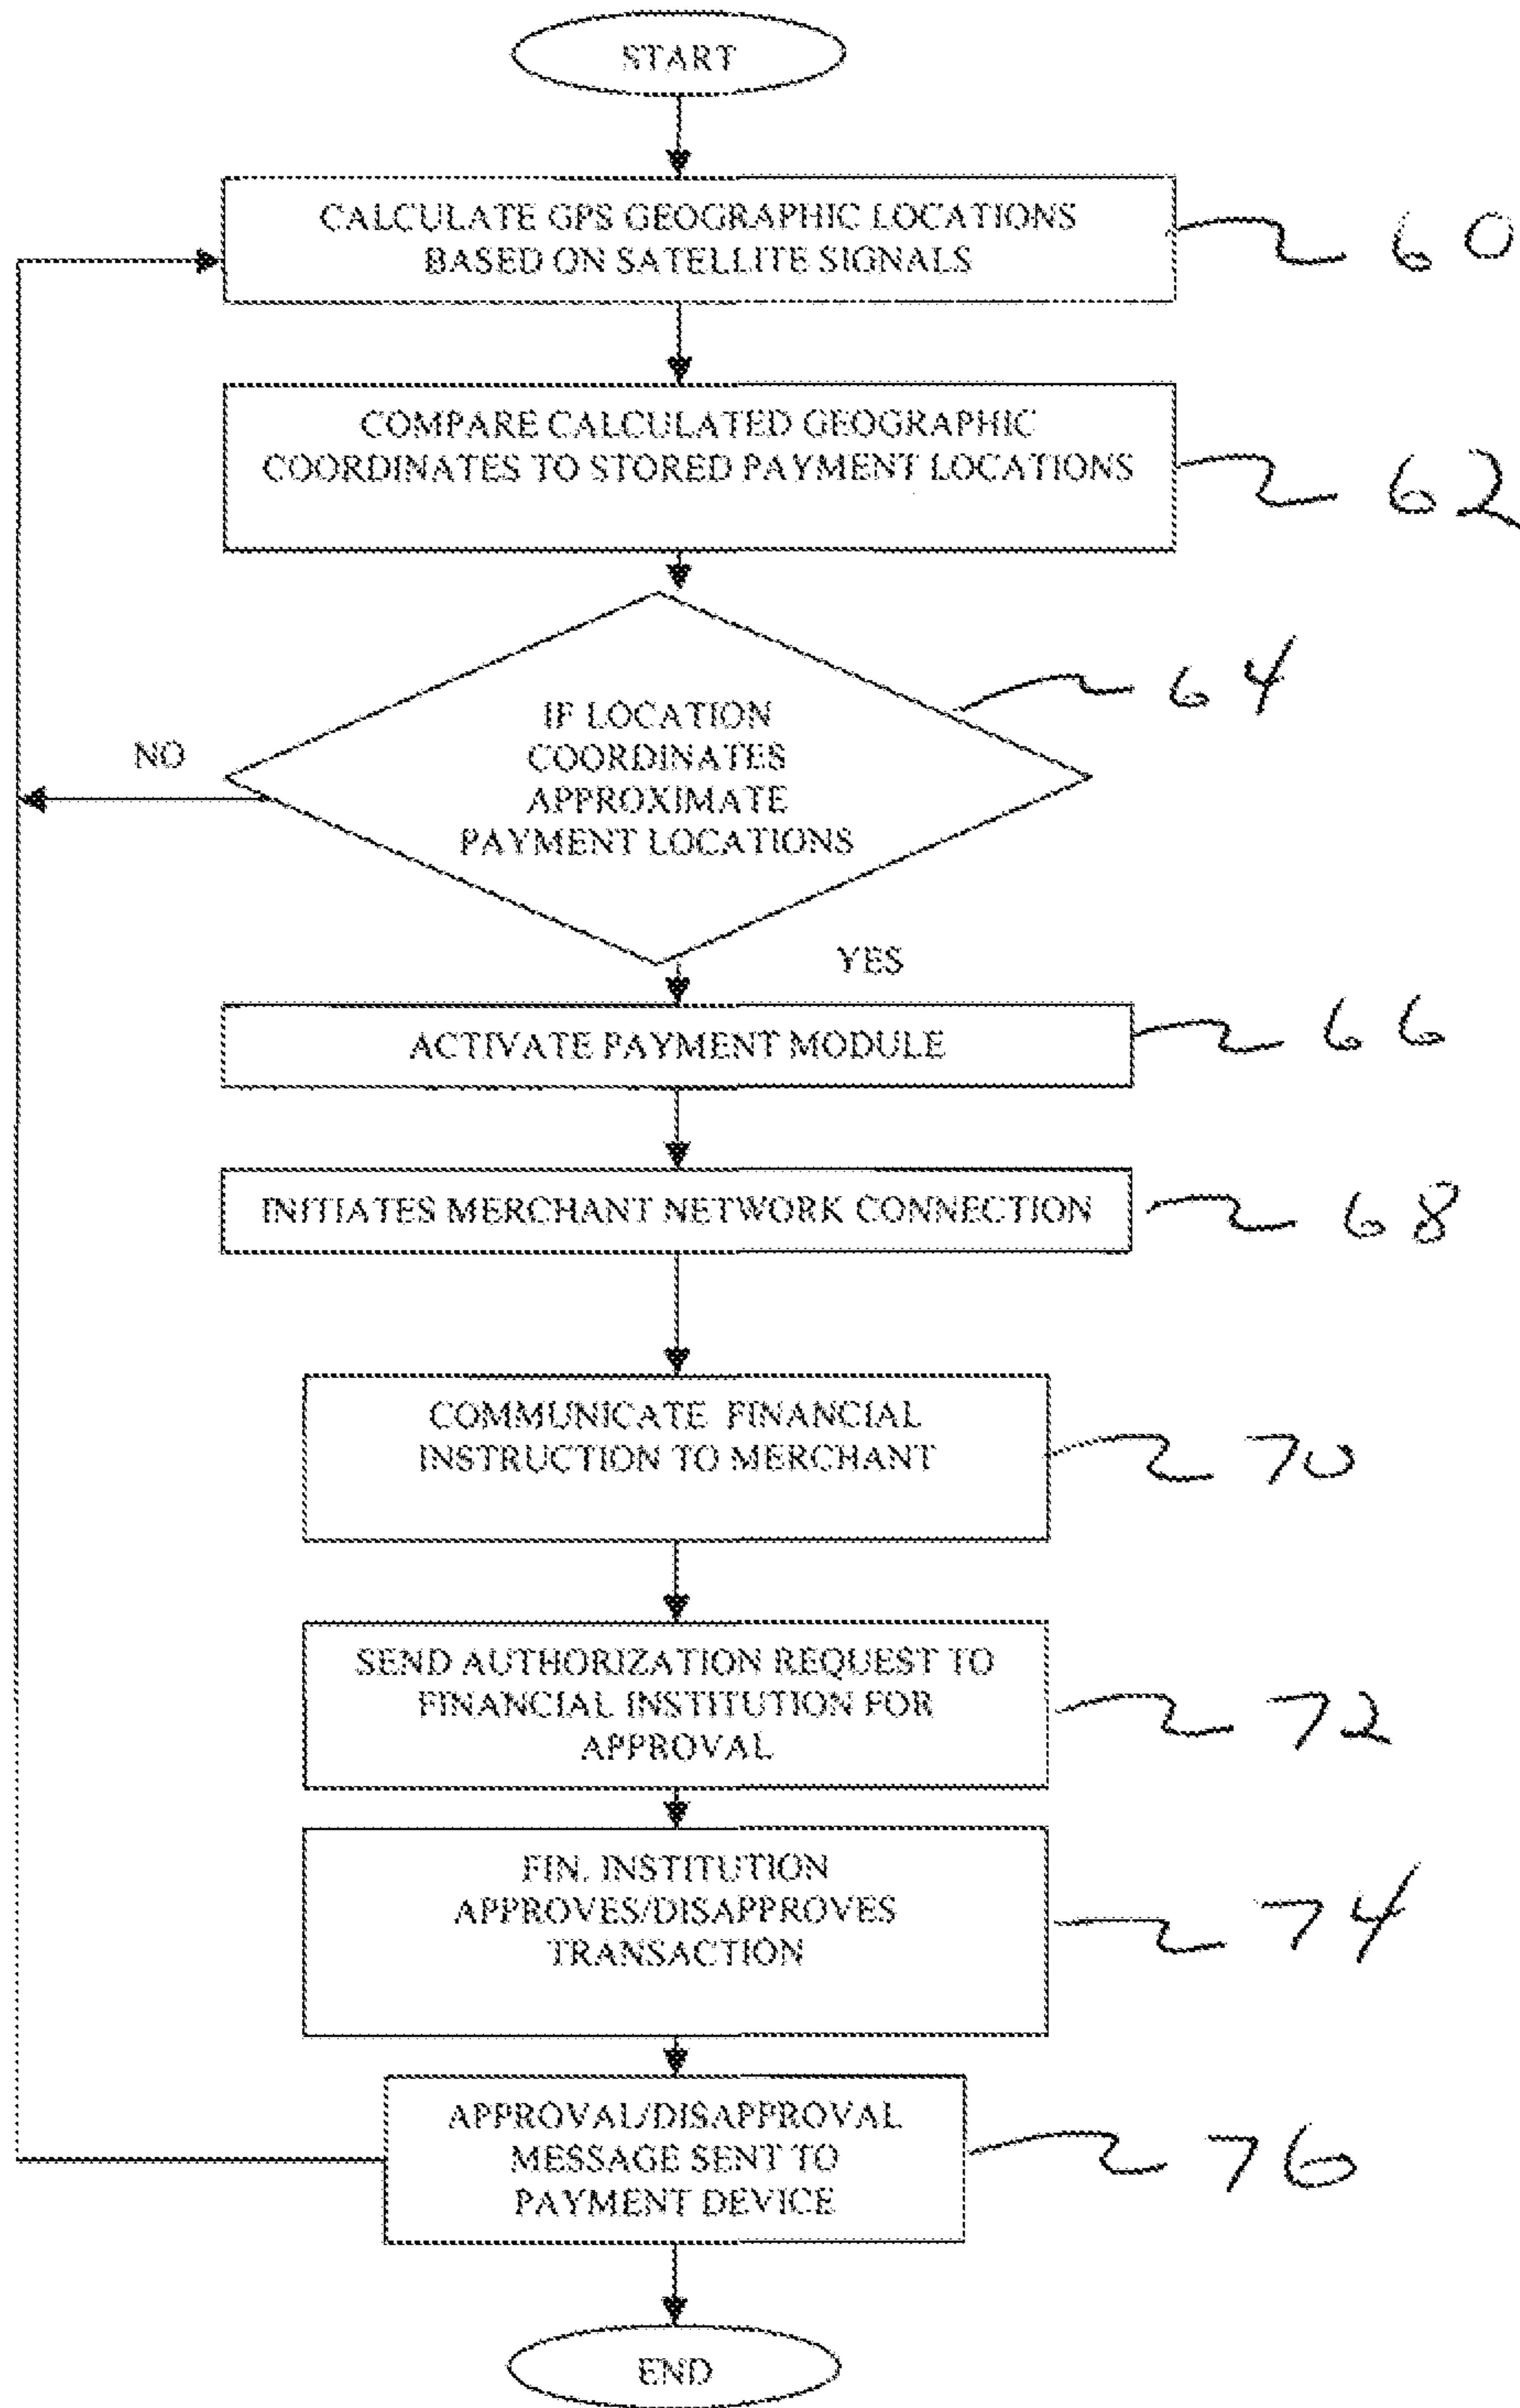 START
CALCULATE GPS GEOGRAPHIC LOCATIONS
BASED ON SATELLITE SIGNALS
60
COMPARE CALCULATED GEOGRAPHIC
COORDINATES TO STORED PAYMENT LOCATIONS
62
IF LOCATION
COORDINATES
APPROXIMATE
PAYMENT LOCATIONS
64
NO
YES
ACTIVATE PAYMENT MODULE
66
INITIATES MERCHANT NETWORK CONNECTION
68
COMMUNICATE FINANCIAL
INSTRUCTION TO MERCHANT
70
SEND AUTHORIZATION REQUEST TO
FINANCIAL INSTITUTION FOR
APPROVAL
72
FIN. INSTITUTION
APPROVES/DISAPPROVES
TRANSACTION
74
APPROVAL/DISAPPROVAL
MESSAGE SENT TO
PAYMENT DEVICE
76
END